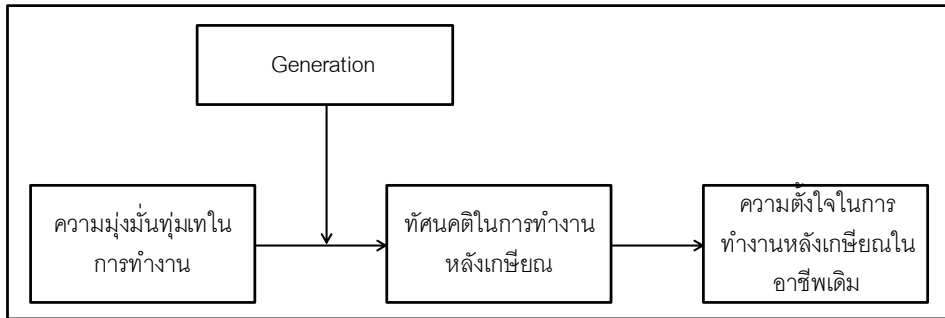 Generation
ความมุ่งมั่นทุ่มเทใน
การทำงาน
ทัศนคติในการทำงาน
หลังเกษียณ
ความตั้งใจในการ
ทำงานหลังเกษียณใน
อาชีพเดิม